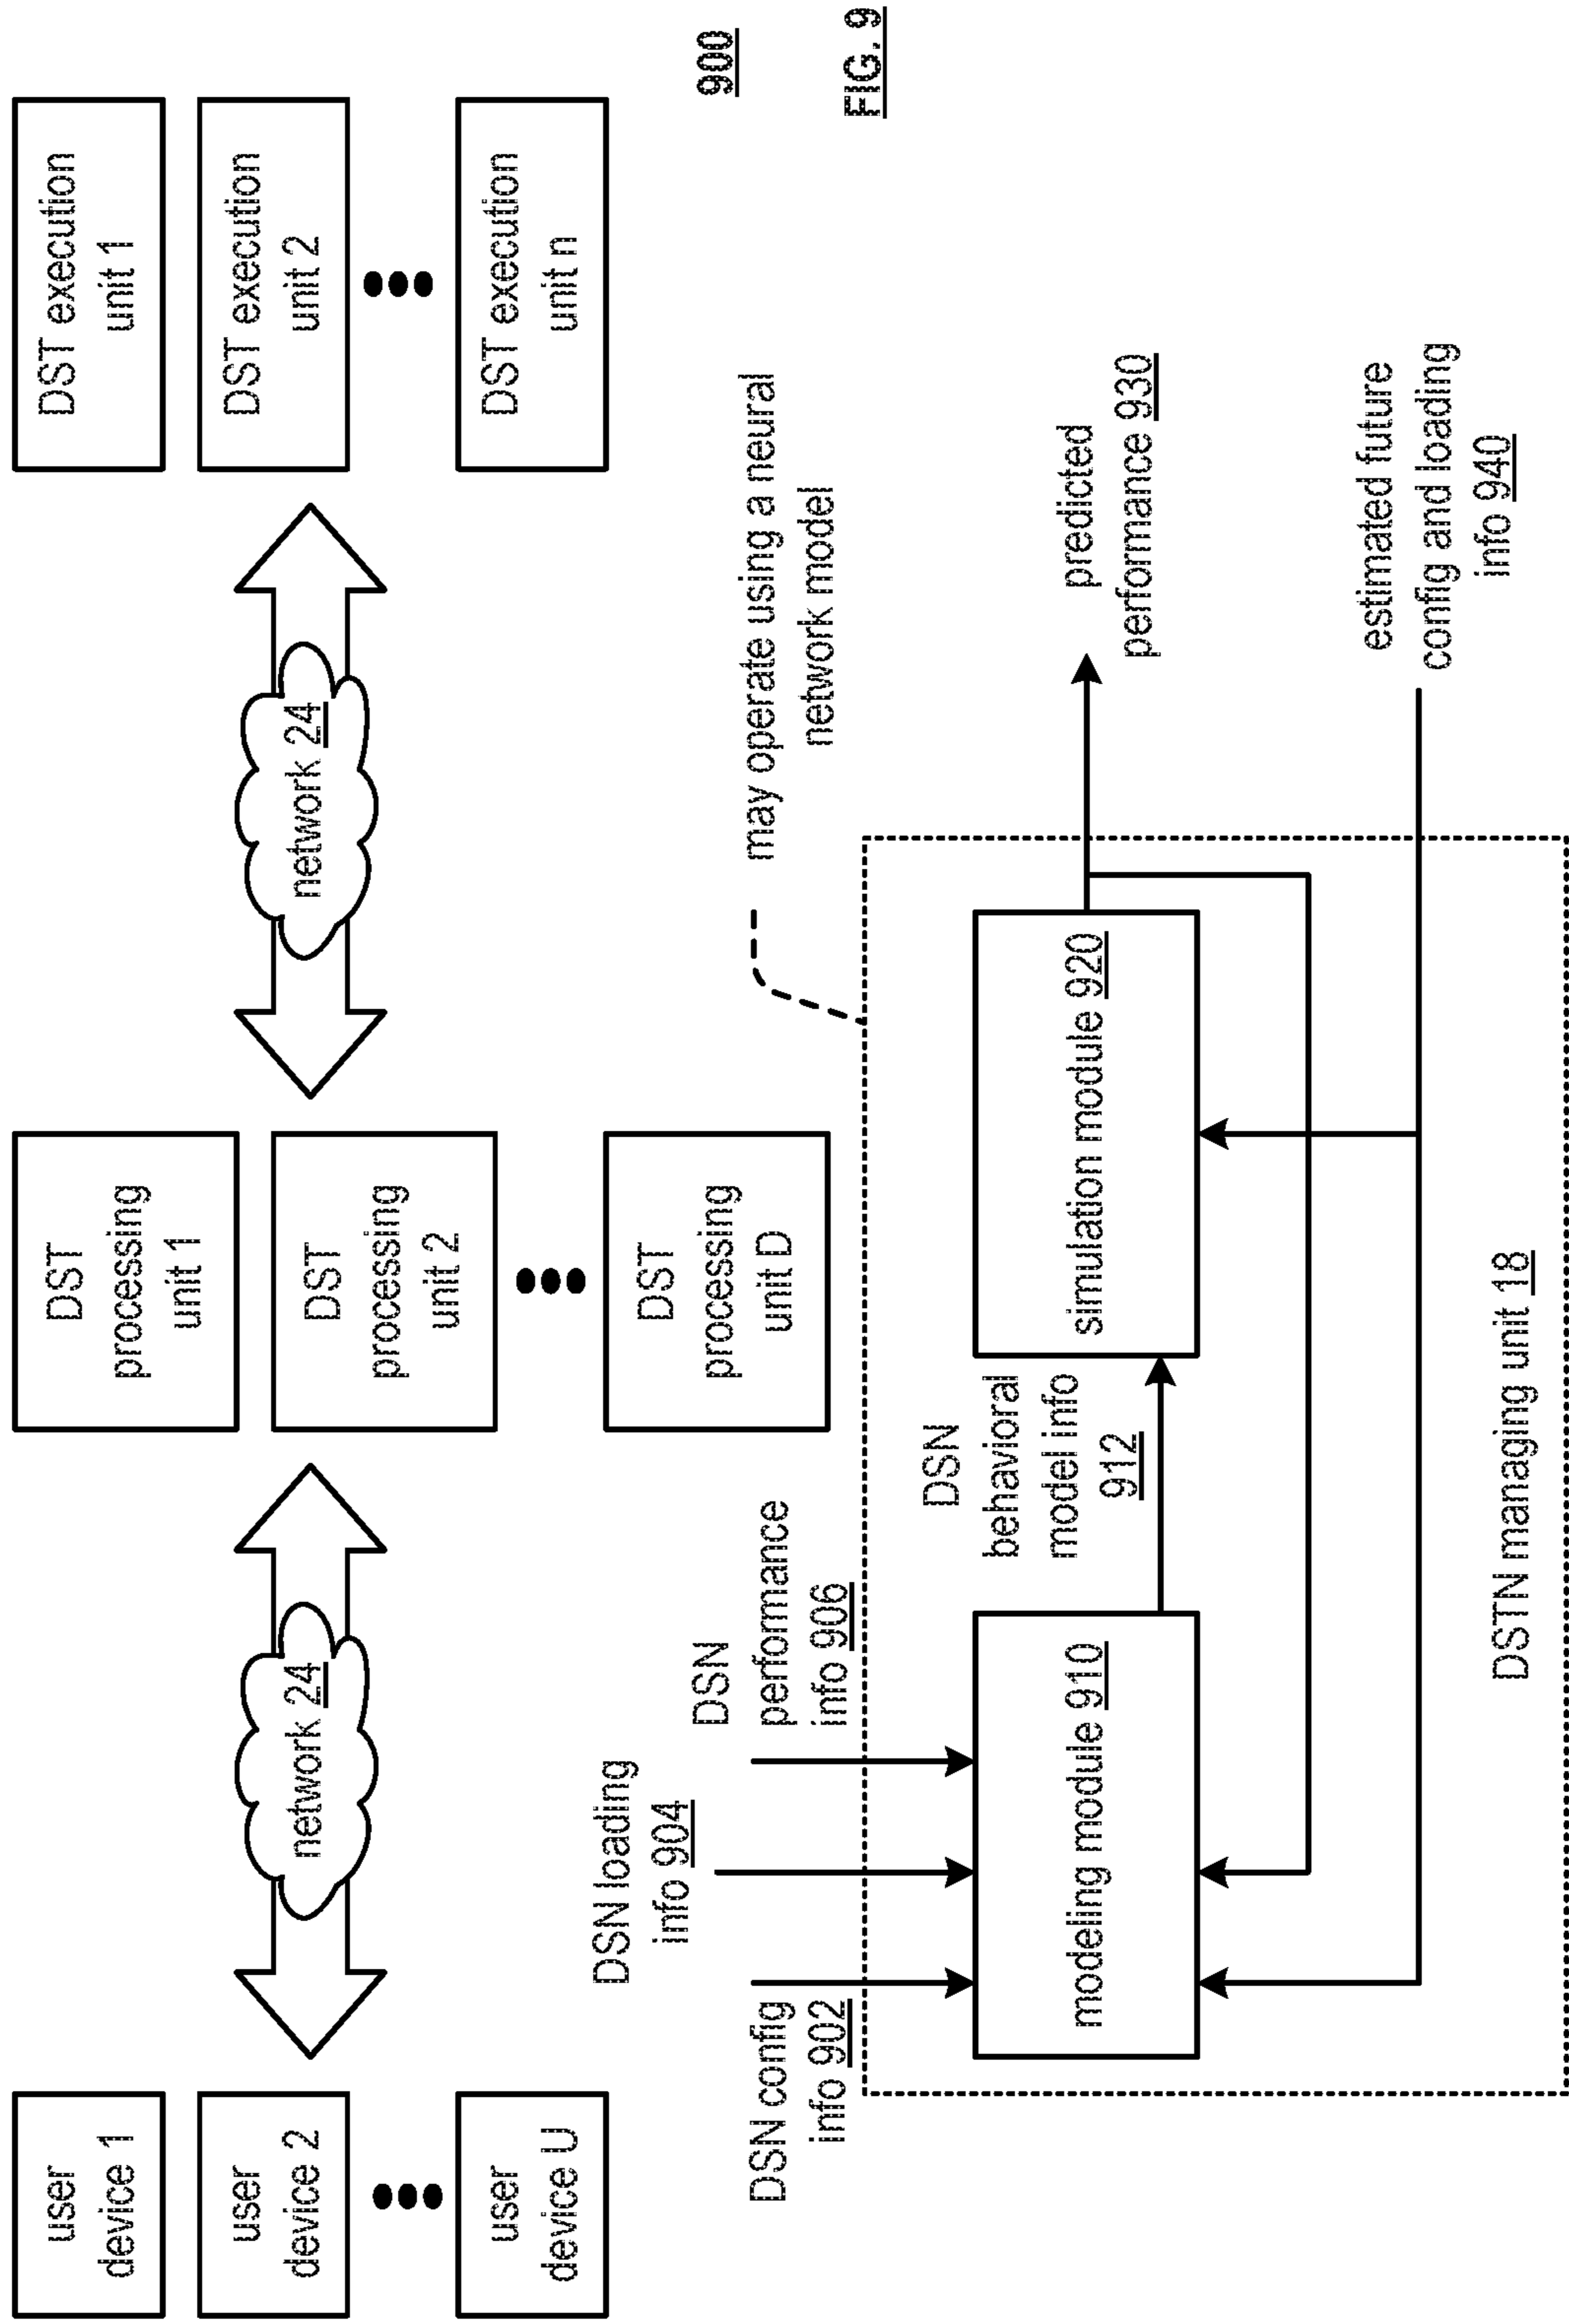 user
device 1
user
device 2
user
device U
network 24
DST
processing
unit 1
DST
processing
unit 2
DST
processing
unit D
network 24
DST execution
unit 1
DST execution
unit 2
DST execution
unit n
900
FIG. 9
DSN config
info 902
DSN loading
info 904
DSN
performance
info 906
may operate using a neural
network model
modeling module 910
DSN
behavioral
model info
912
simulation module 920
predicted
performance 930
estimated future
config and loading
info 940
DSTN managing unit 18